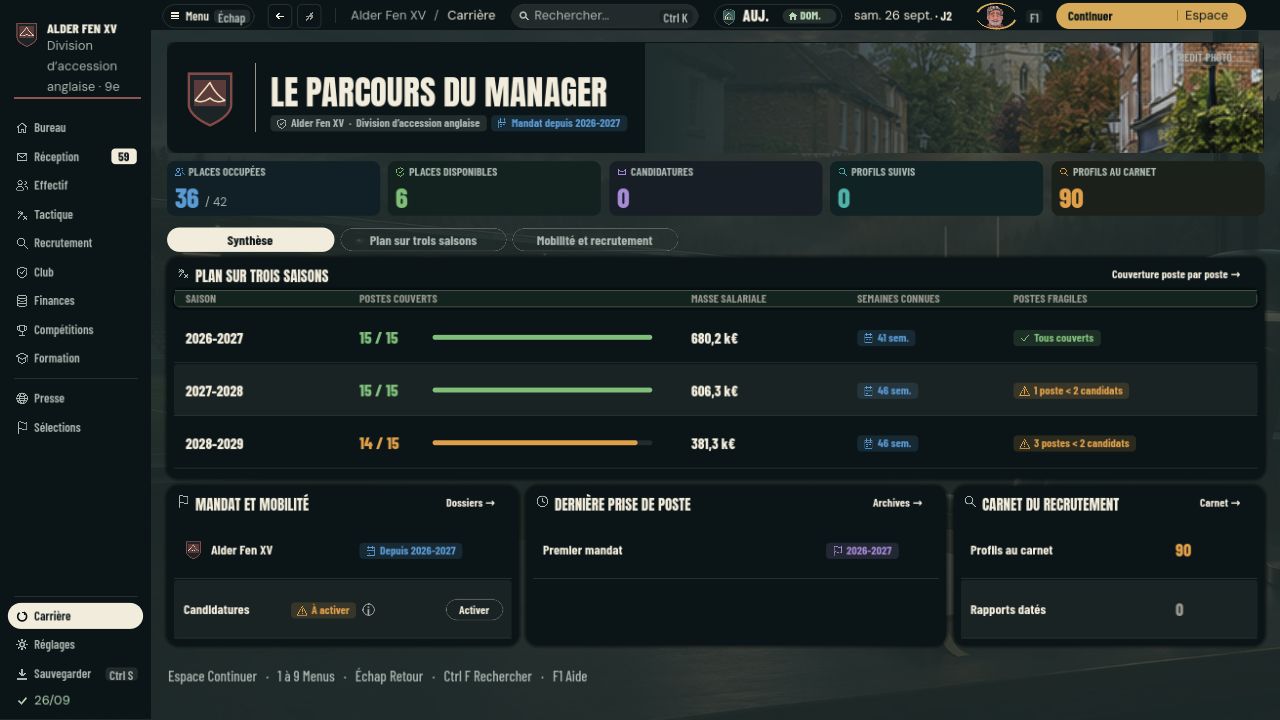 ALDER FEN XV
Division
d'accession
anglaise · 9e
Menu Échap
Alder Fen XV / Carrière
Rechercher... Ctrl K
AUJ. DOM.
sam. 26 sept. · J2
F1
Continuer Espace
Bureau
Réception 59
Effectif
Tactique
Recrutement
Club
Finances
Compétitions
Formation
Presse
Sélections
Carrière
Réglages
Sauvegarder Ctrl S
26/09
LE PARCOURS DU MANAGER
Alder Fen XV · Division d'accession anglaise
Mandat depuis 2026-2027
PLACES OCCUPÉES
36 / 42
PLACES DISPONIBLES
6
CANDIDATURES
0
PROFILS SUIVIS
0
PROFILS AU CARNET
90
Synthèse
Plan sur trois saisons
Mobilité et recrutement
PLAN SUR TROIS SAISONS
Couverture poste par poste →
SAISON POSTES COUVERTS MASSE SALARIALE SEMAINES CONNUES POSTES FRAGILES
2026-2027 15 / 15 680,2 k€ 41 sem. Tous couverts
2027-2028 15 / 15 606,3 k€ 46 sem. 1 poste < 2 candidats
2028-2029 14 / 15 381,3 k€ 46 sem. 3 postes < 2 candidats
MANDAT ET MOBILITÉ
Dossiers →
Alder Fen XV Depuis 2026-2027
Candidatures À activer Activer
DERNIÈRE PRISE DE POSTE
Archives →
Premier mandat 2026-2027
CARNET DU RECRUTEMENT
Carnet →
Profils au carnet 90
Rapports datés 0
Espace Continuer · 1 à 9 Menus · Échap Retour · Ctrl F Rechercher · F1 Aide